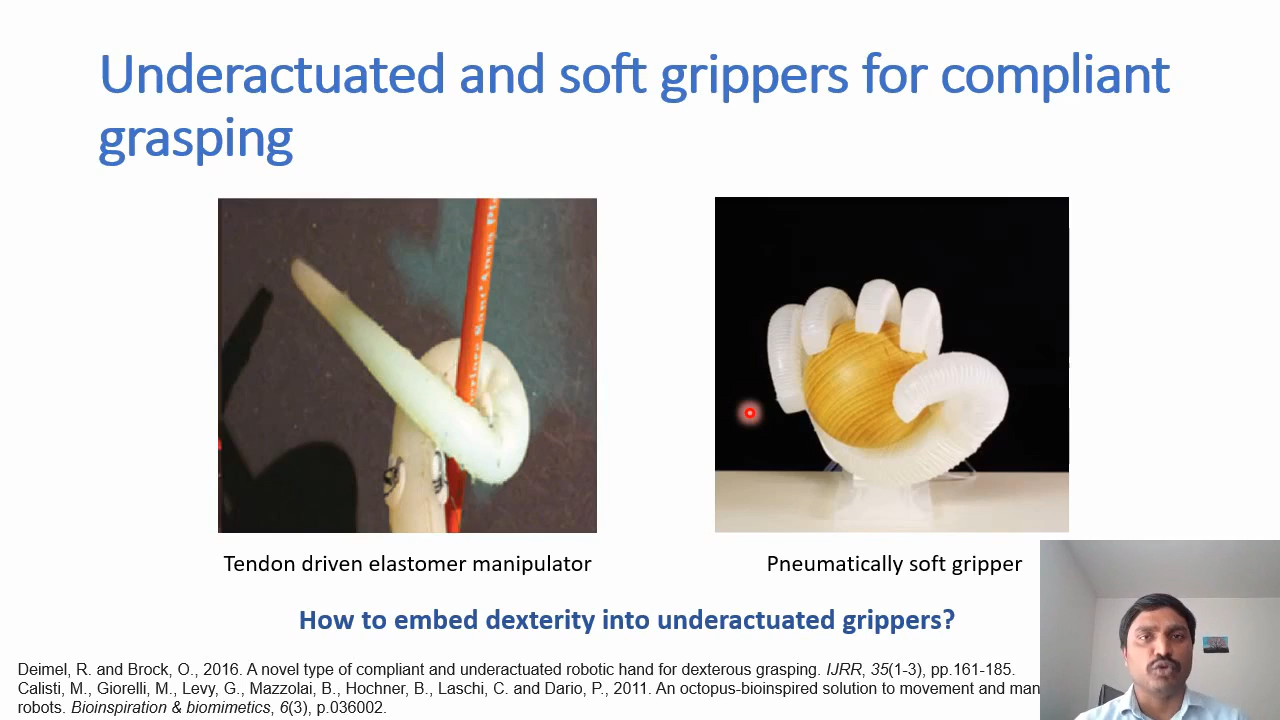 Underactuated and soft grippers for compliant
grasping
Tendon driven elastomer manipulator
Pneumatically soft gripper
How to embed dexterity into underactuated grippers?
Deimel, R. and Brock, O., 2016. A novel type of compliant and underactuated robotic hand for dexterous grasping. IJRR, 35(1-3), pp.161-185.
Calisti, M., Giorelli, M., Levy, G., Mazzolai, B., Hochner, B., Laschi, C. and Dario, P., 2011. An octopus-bioinspired solution to movement and man
robots. Bioinspiration & biomimetics, 6(3), p.036002.